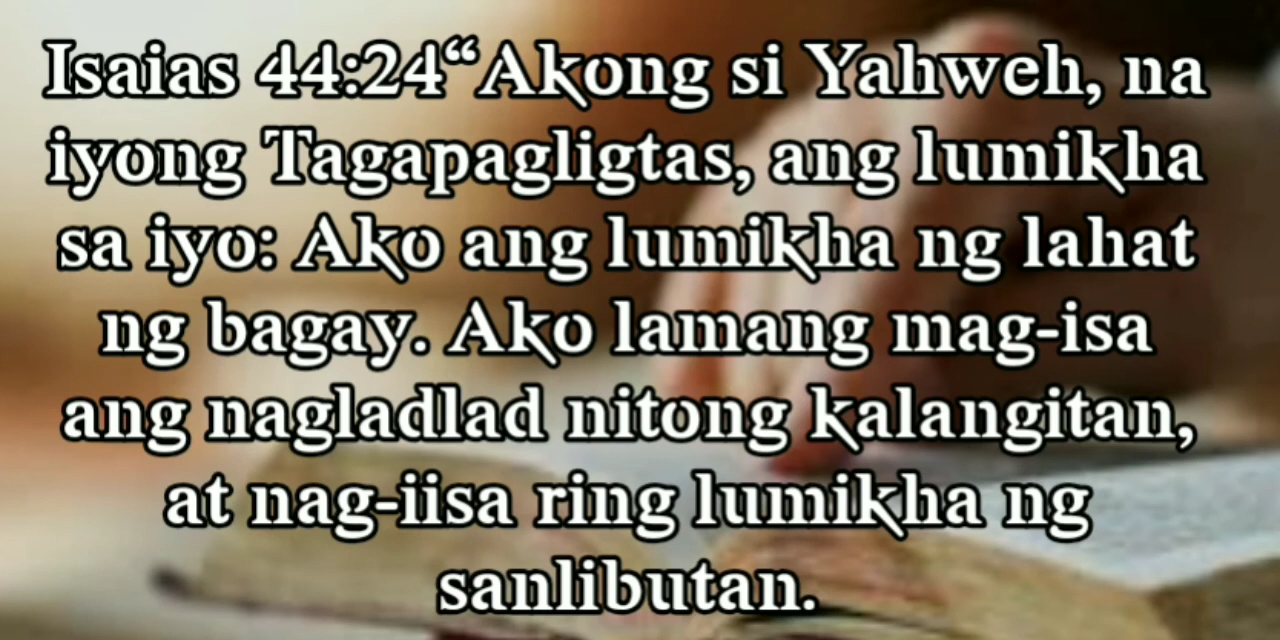 Isaias 44:24“Akong si Yahweh, na
iyong Tagapagligtas, ang lumikha
sa iyo: Ako ang lumikha ng lahat
ng bagay. Ako lamang mag-isa
ang nagladlad nitong kalangitan,
at nag-iisa ring lumikha ng
sanlibutan.